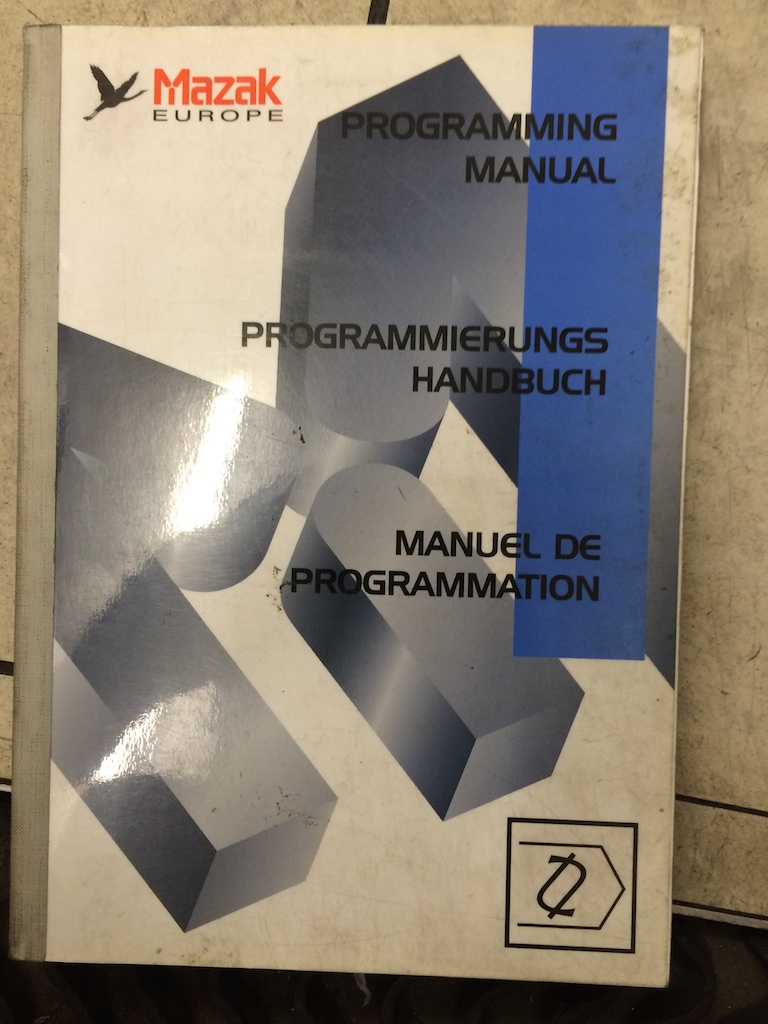 Mazak
EUROPE
PROGRAMMING
MANUAL
PROGRAMMIERUNGS
HANDBUCH
MANUEL DE
PROGRAMMATION